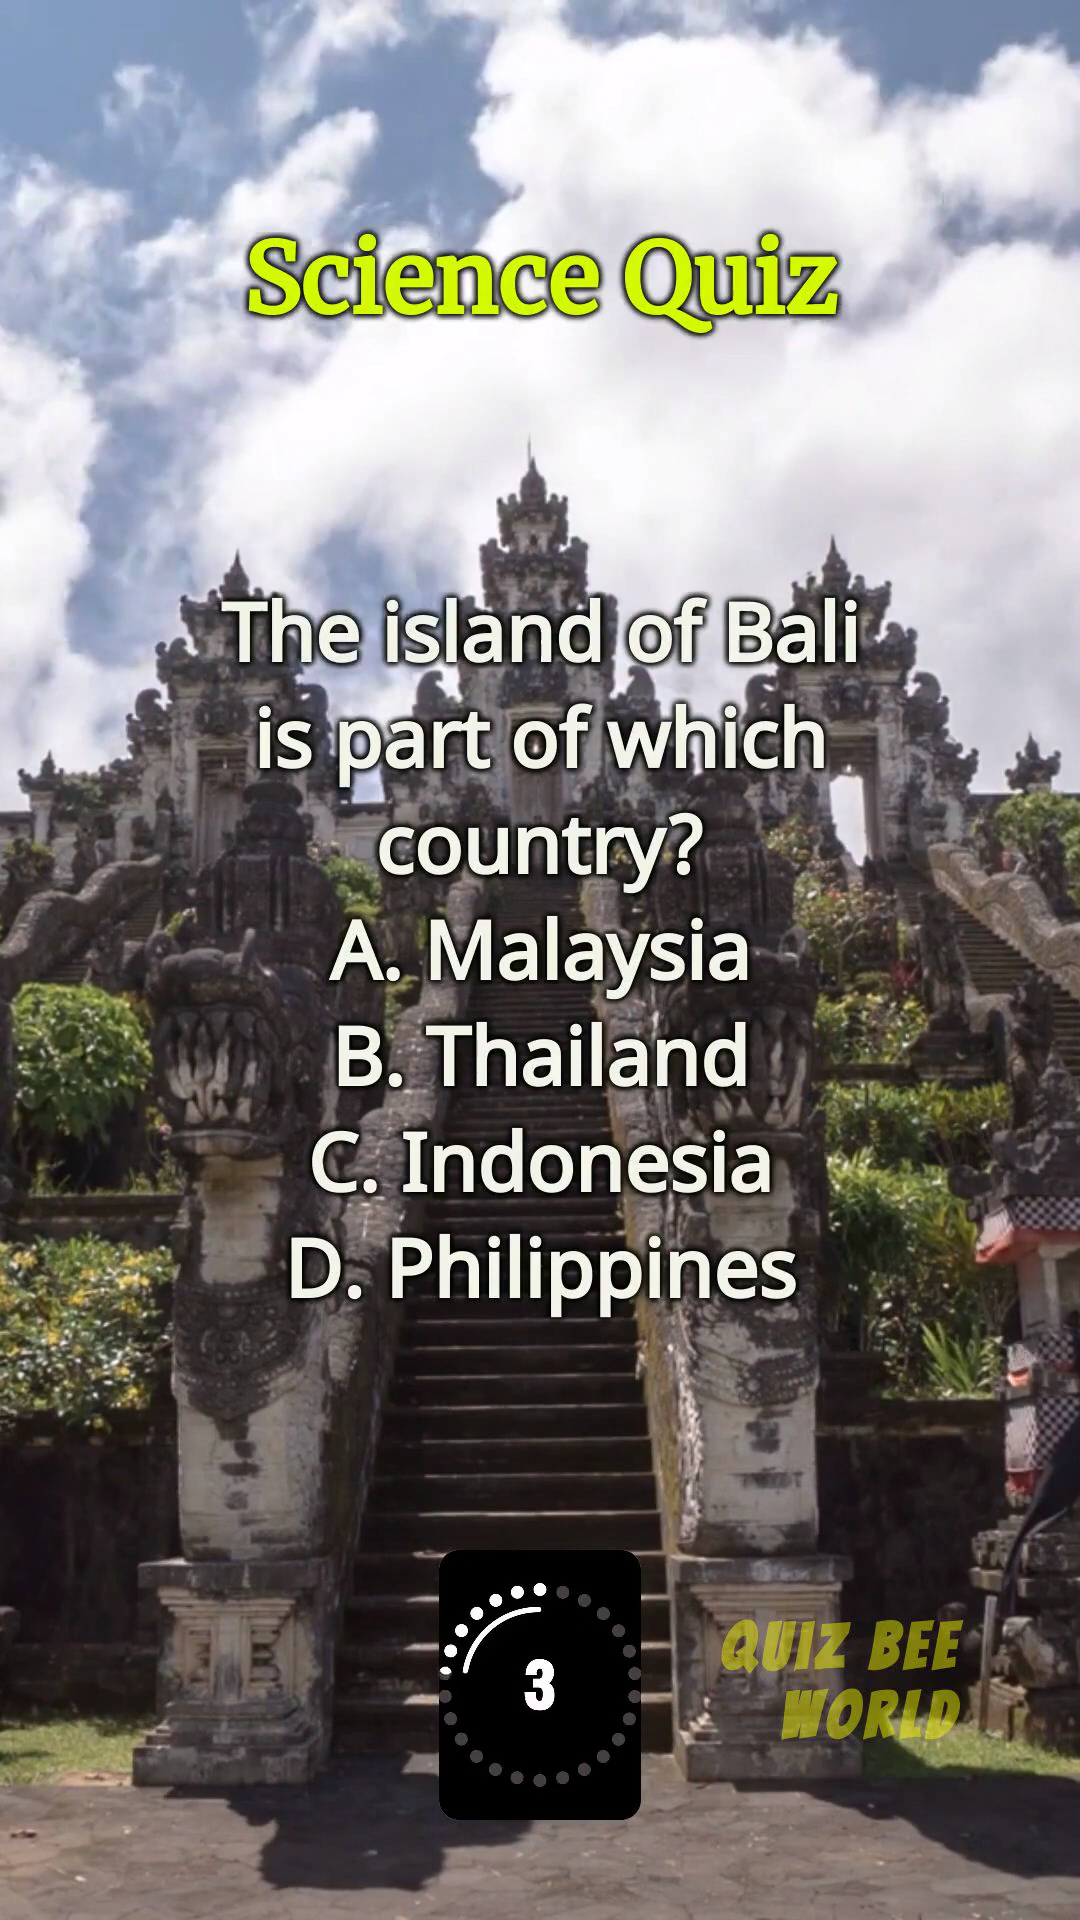 Science Quiz
The island of Bali
is part of which
country?
A. Malaysia
B. Thailand
C. Indonesia
D. Philippines
3
QUIZ BEE
WORLD